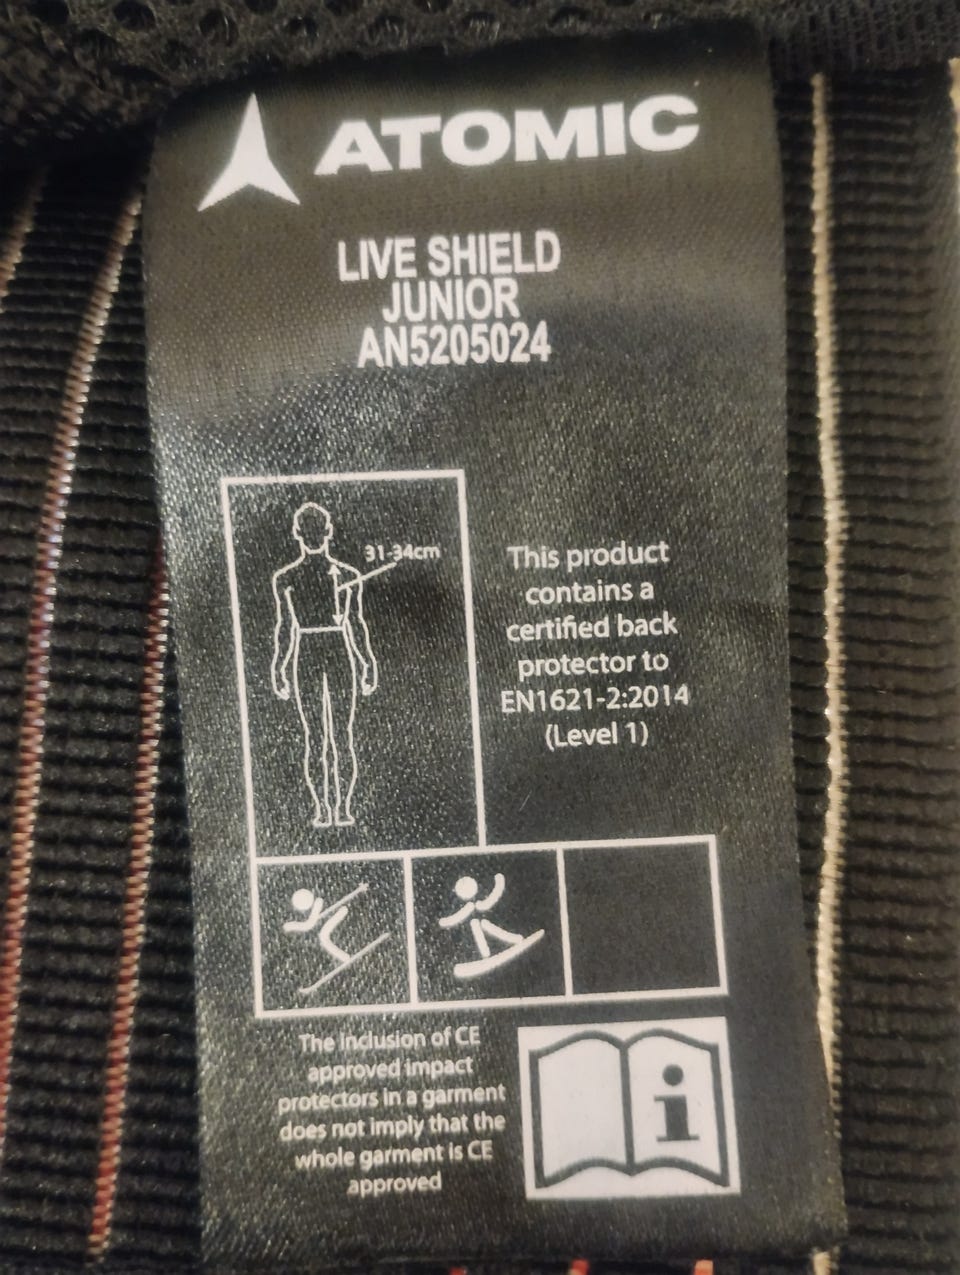 ATOMIC
LIVE SHIELD
JUNIOR
AN5205024
31-34cm
This product
contains a
certified back
protector to
EN1621-2:2014
(Level 1)
The inclusion of CE
approved impact
protectors in a garment
does not imply that the
whole garment is CE
approved
i